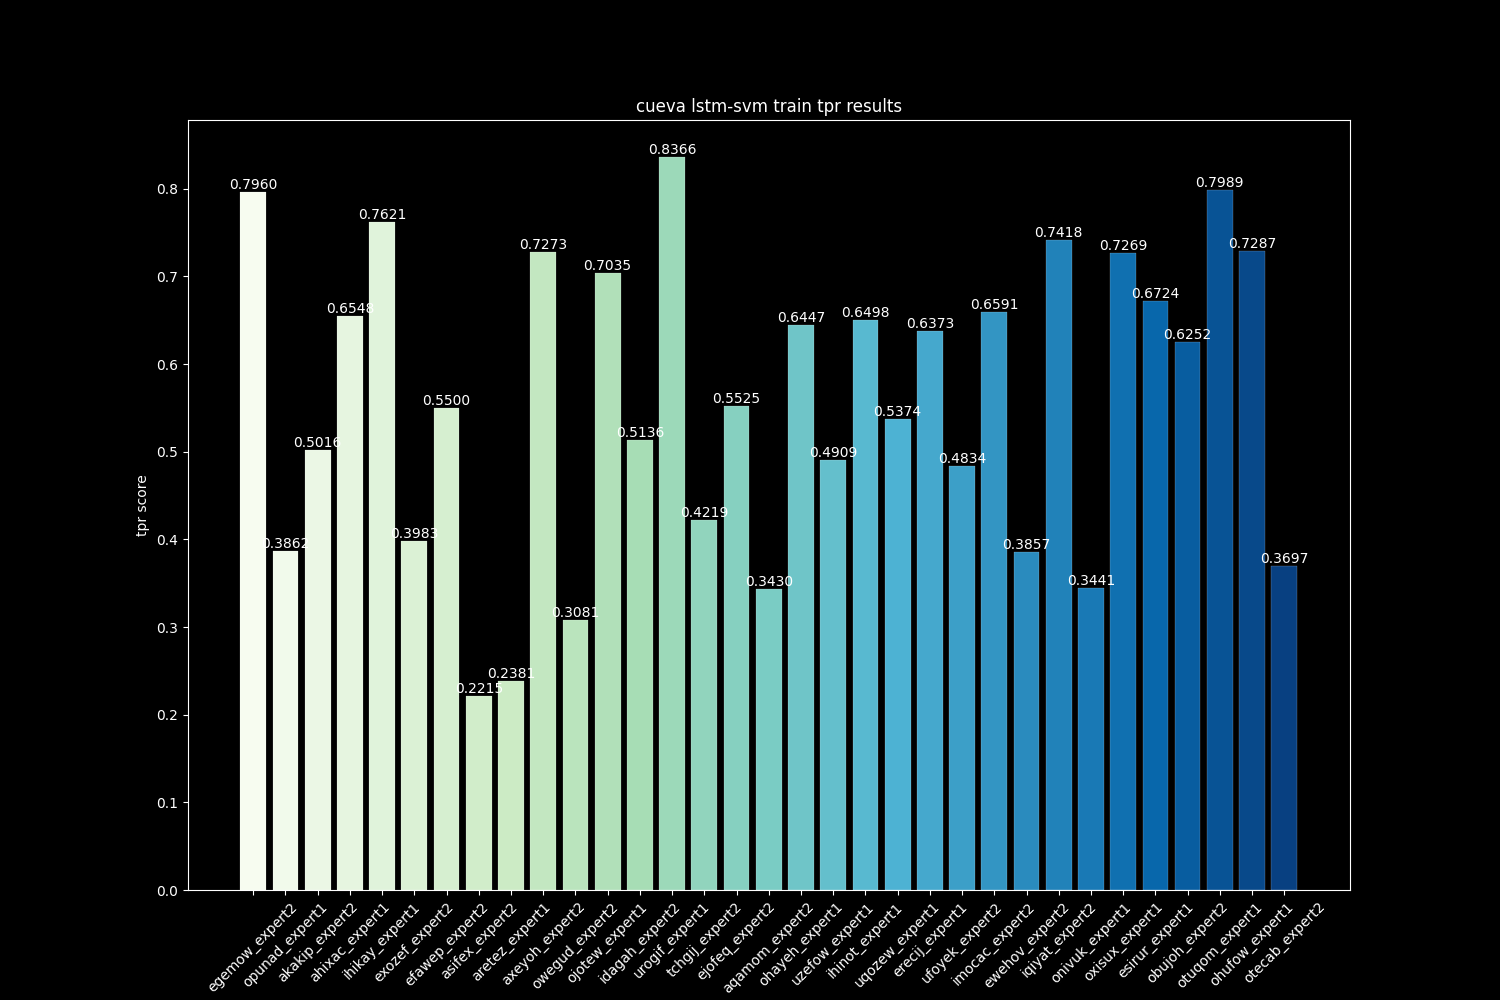 cueva lstm-svm train tpr results
tpr score
0.8
0.7
0.6
0.5
0.4
0.3
0.2
0.1
0.0
0.7960
0.3862
0.5016
0.6548
0.7621
0.3983
0.5500
0.2215
0.2381
0.7273
0.3081
0.7035
0.5136
0.8366
0.4219
0.5525
0.3430
0.6447
0.4909
0.6498
0.5374
0.6373
0.4834
0.6591
0.3857
0.7418
0.3441
0.7269
0.6724
0.6252
0.7989
0.7287
0.3697
egemow_expert2
opunad_expert1
akakip_expert2
ahixac_expert1
ihikay_expert1
exozef_expert2
efawep_expert2
asifex_expert2
aretez_expert1
axeyoh_expert2
owegud_expert2
ojotew_expert1
idagah_expert2
urogif_expert1
tchgij_expert2
ejofeq_expert2
aqamom_expert2
ohayeh_expert1
uzefow_expert1
ihinot_expert1
uqozew_expert1
erecij_expert1
ufoyek_expert2
imocac_expert2
ewehov_expert2
iqiyat_expert2
onivuk_expert1
oxisux_expert1
esirur_expert1
obujoh_expert2
otuqom_expert1
ohufow_expert1
otecab_expert2